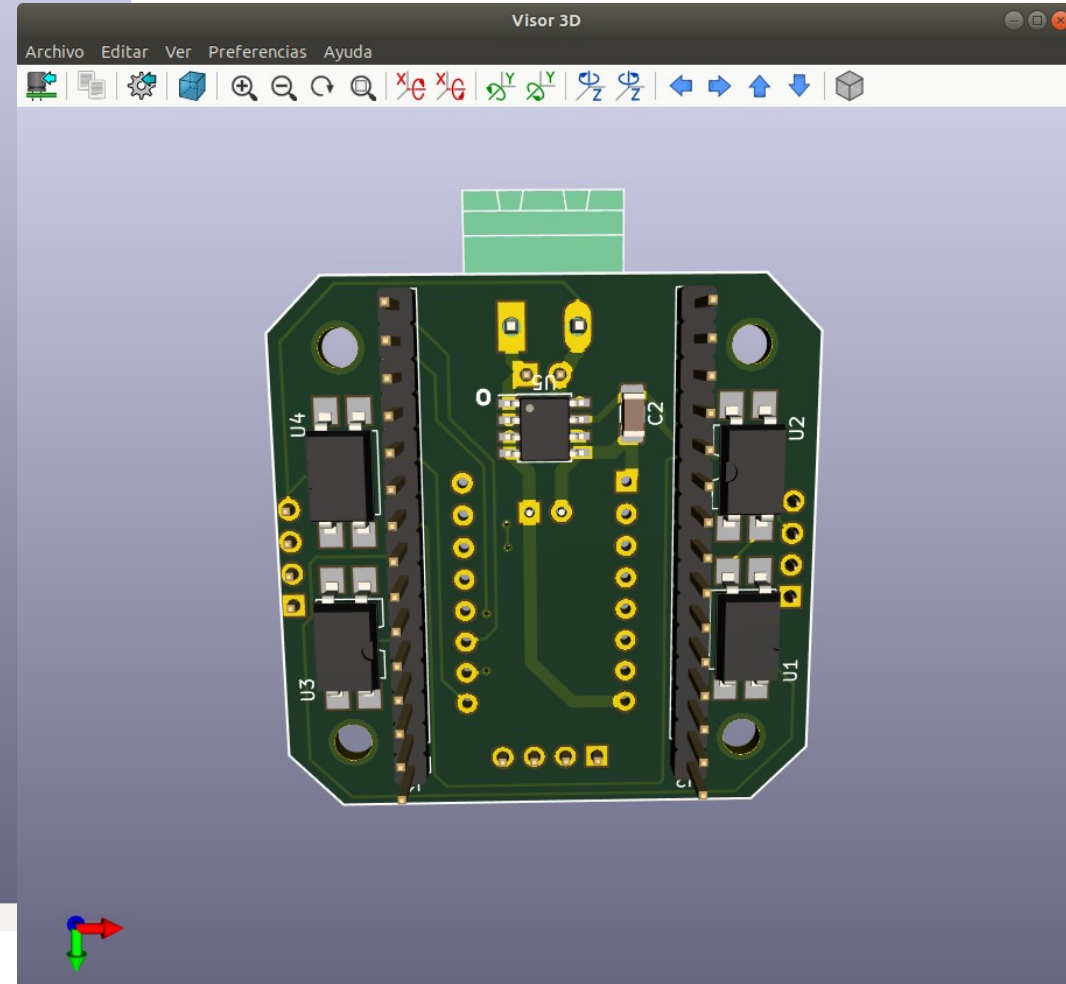 Visor 3D
Archivo Editar Ver Preferencias Ayuda
X X Y Y Z Z
U5
O
C2
U4
U2
U3
U1